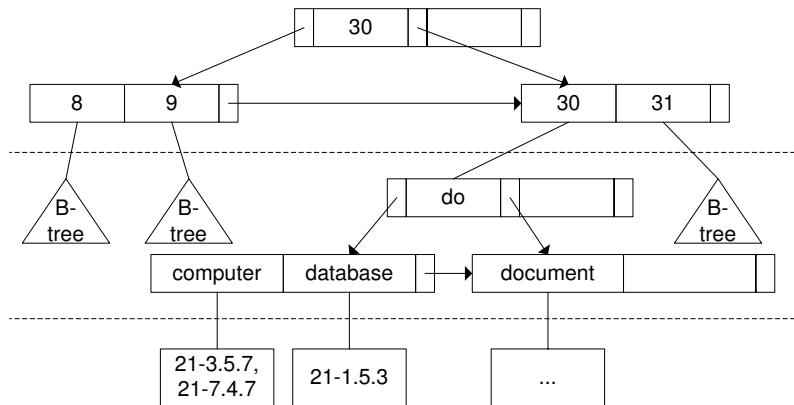 30
8 9
30 31
B-
tree
B-
tree
do
B-
tree
computer database
document
21-3.5.7,
21-7.4.7
21-1.5.3
...